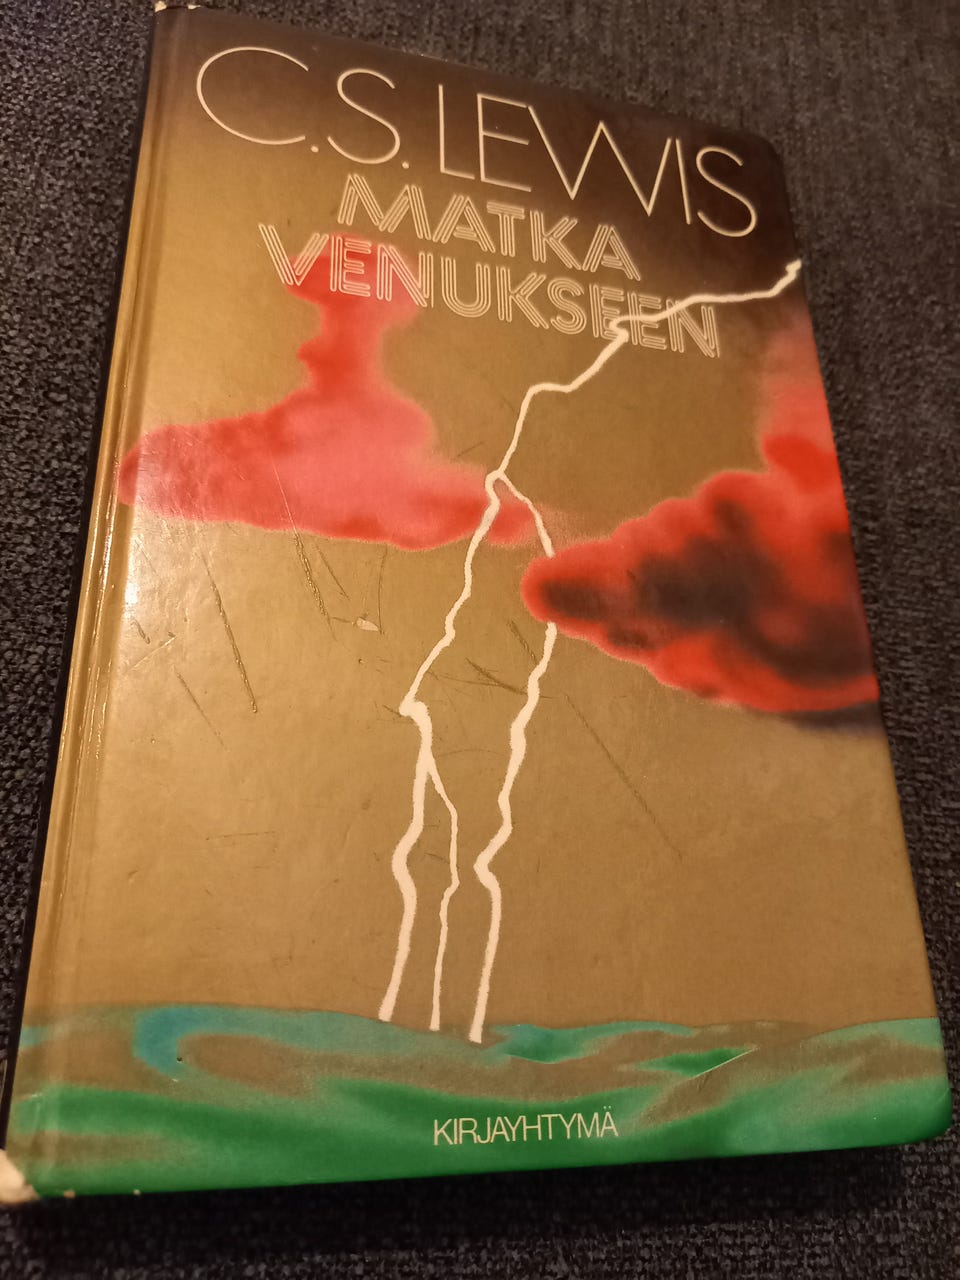 C.S. LEWIS
MATKA
VENUKSEEN
KIRJAYHTYMÄ